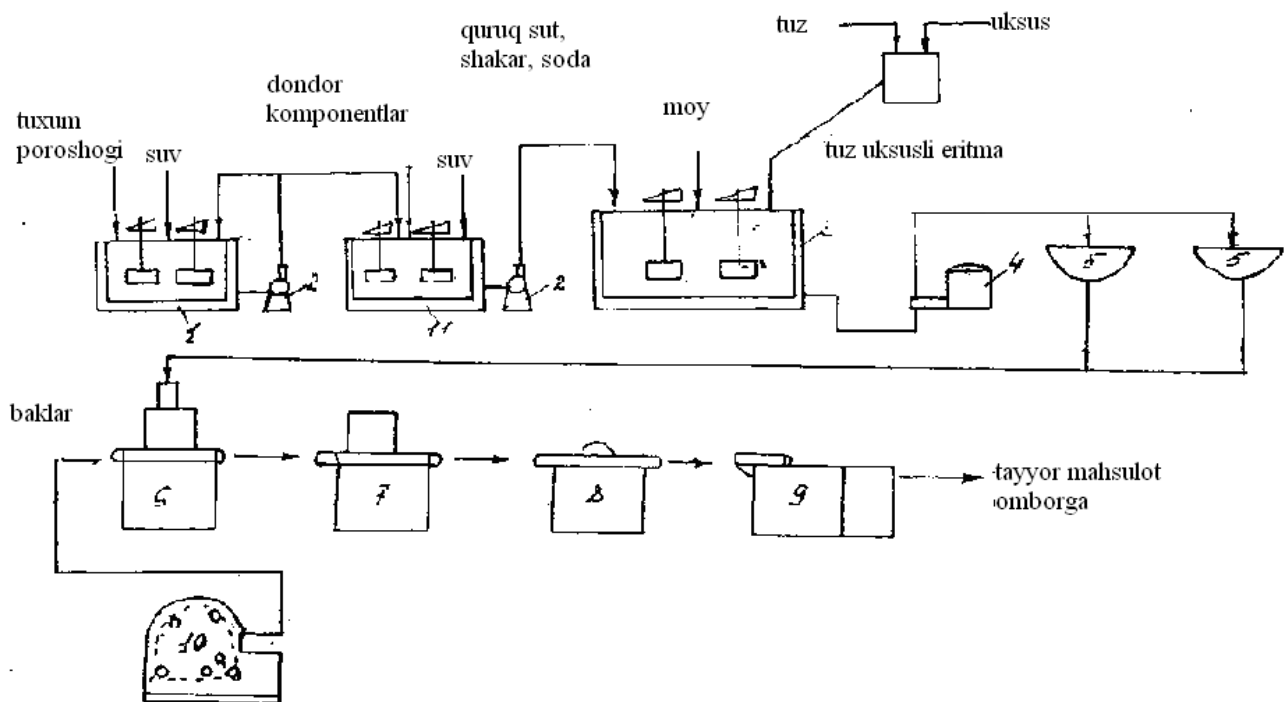 tuz
uksus
quruq sut,
shakar, soda
dondor
komponentlar
moy
tuxum
poroshogi
suv
suv
tuz uksusli eritma
2
2
4
5
5
1
11
baklar
6
7
8
9
-tayyor mahsulot
omborga
10